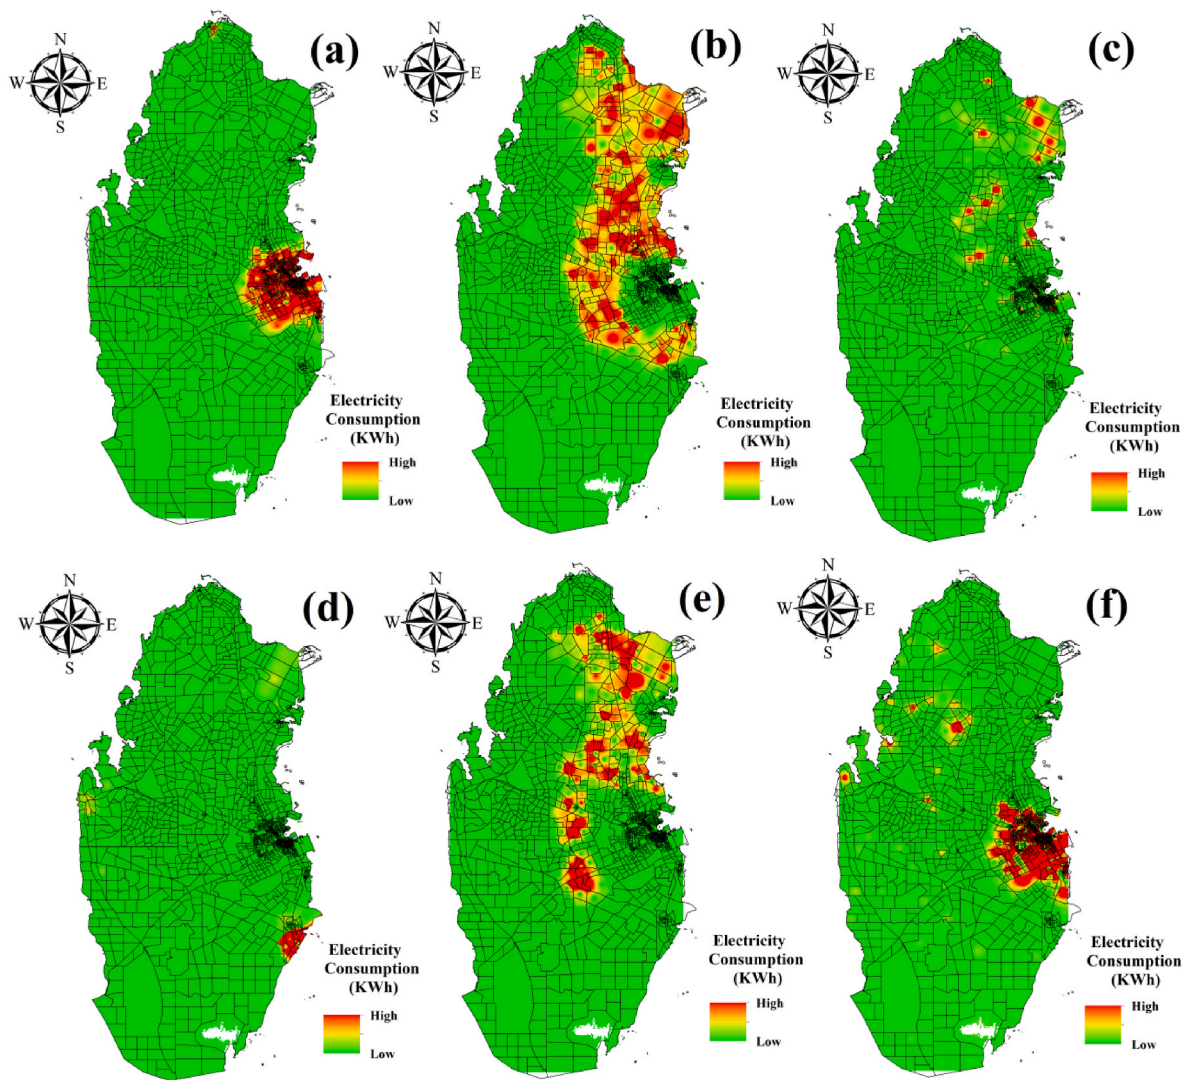 N
W E
S
(a)
Electricity
Consumption
(KWh)
High
Low
N
W E
S
(b)
Electricity
Consumption
(KWh)
High
Low
N
W E
S
(c)
Electricity
Consumption
(KWh)
High
Low
N
W E
S
(d)
Electricity
Consumption
(KWh)
High
Low
N
W E
S
(e)
Electricity
Consumption
(KWh)
High
Low
N
W E
S
(f)
Electricity
Consumption
(KWh)
High
Low